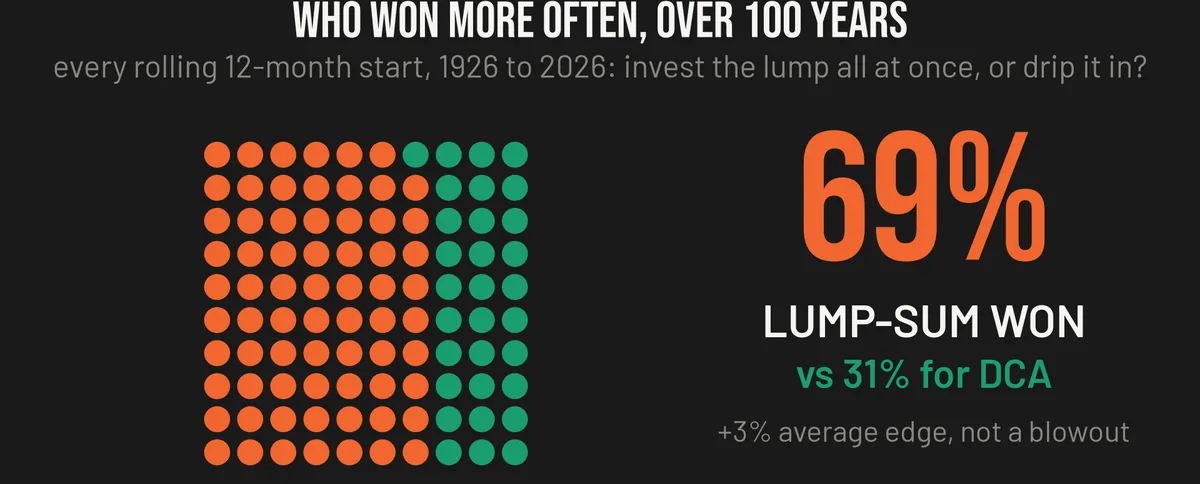 WHO WON MORE OFTEN, OVER 100 YEARS
every rolling 12-month start, 1926 to 2026: invest the lump all at once, or drip it in?
69%
LUMP-SUM WON
vs 31% for DCA
+3% average edge, not a blowout